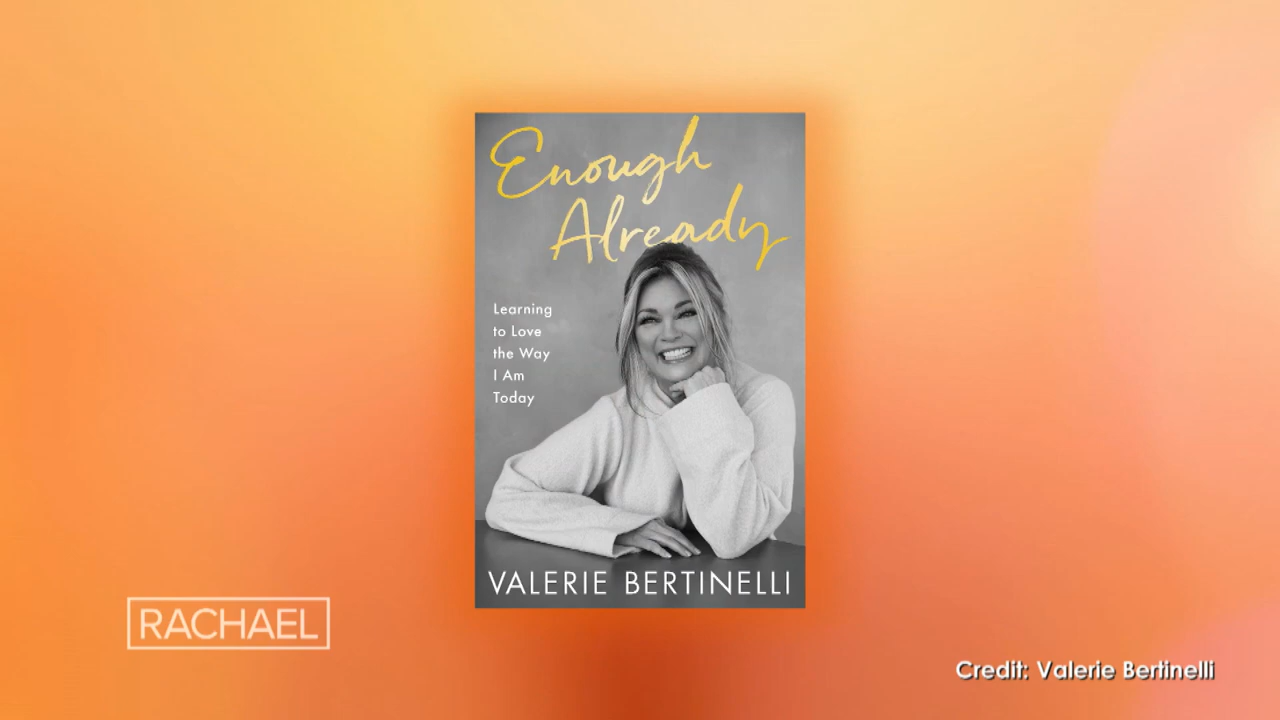 Enough
Already
Learning
to Love
the Way
I Am
Today
VALERIE BERTINELLI
RACHAEL
Credit: Valerie Bertinelli